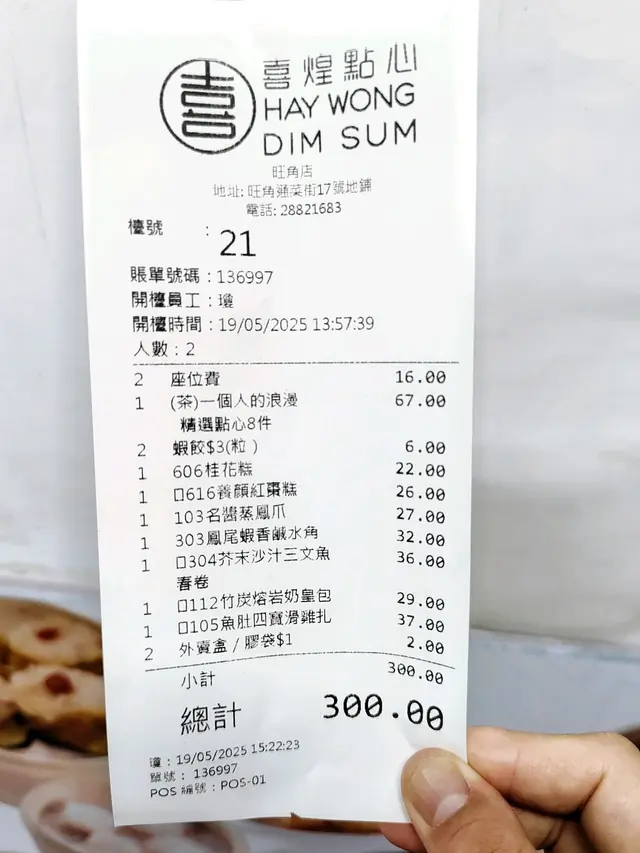 囍
喜煌點心
HAY WONG
DIM SUM
旺角店
地址: 旺角通菜街17號地鋪
電話: 28821683
檯號 : 21
賬單號碼 : 136997
開檯員工 : 瓊
開檯時間 : 19/05/2025 13:57:39
人數 : 2
2 座位費 16.00
1 (茶)一個人的浪漫 67.00
精選點心8件
2 蝦餃$3(粒 ) 6.00
1 606桂花糕 22.00
1 □616養顏紅棗糕 26.00
1 103名醬蒸鳳爪 27.00
1 303鳳尾蝦香鹹水角 32.00
1 □304芥末沙汁三文魚 36.00
春卷
1 □112竹炭熔岩奶皇包 29.00
1 □105魚肚四寶滑雞扎 37.00
2 外賣盒 / 膠袋$1 2.00
小計 300.00
總計 300.00
瓊 : 19/05/2025 15:22:23
單號 : 136997
POS 編號 : POS-01